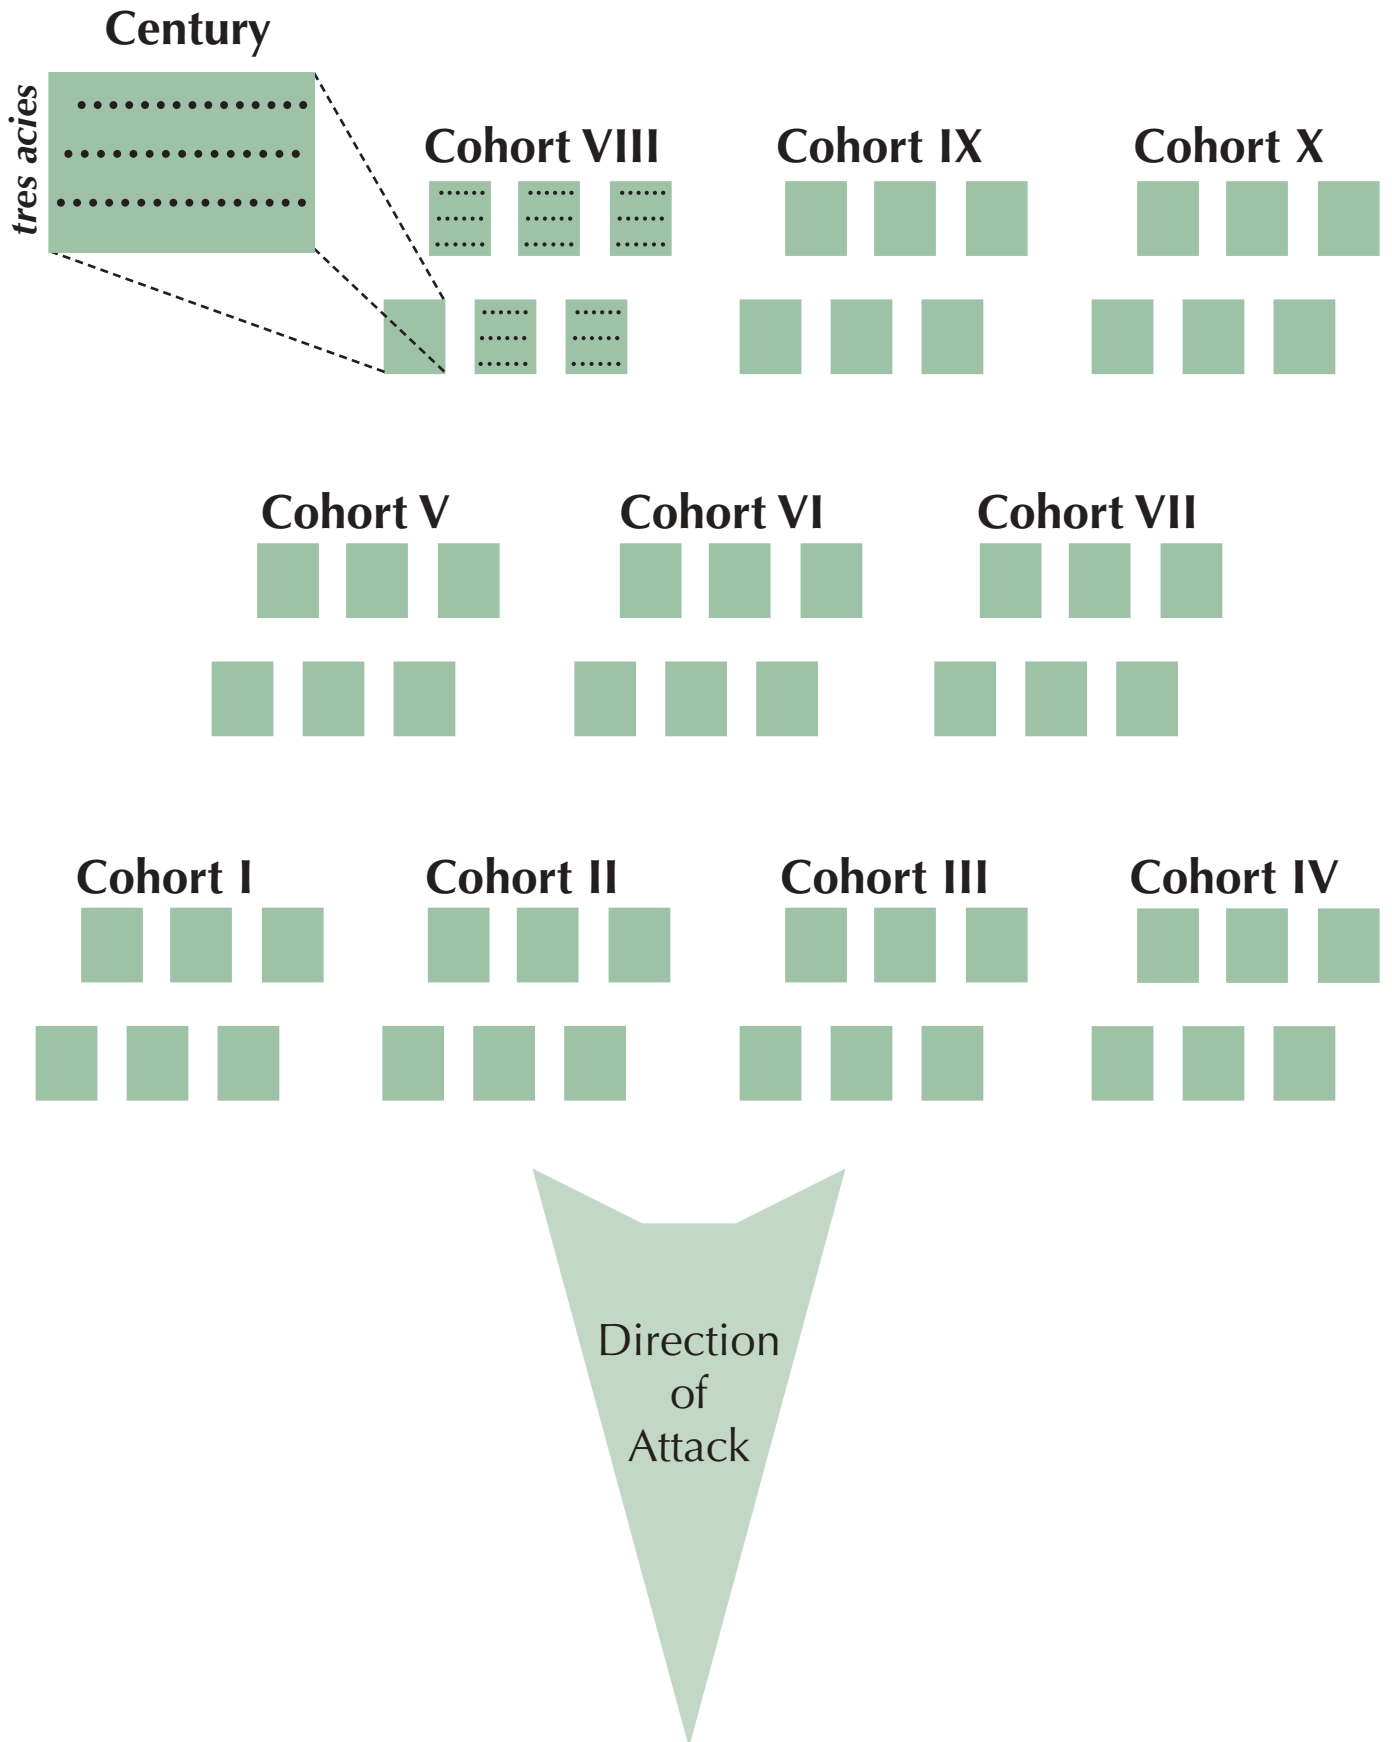 Century
tres acies
Cohort VIII
Cohort IX
Cohort X
Cohort V
Cohort VI
Cohort VII
Cohort I
Cohort II
Cohort III
Cohort IV
Direction
of
Attack